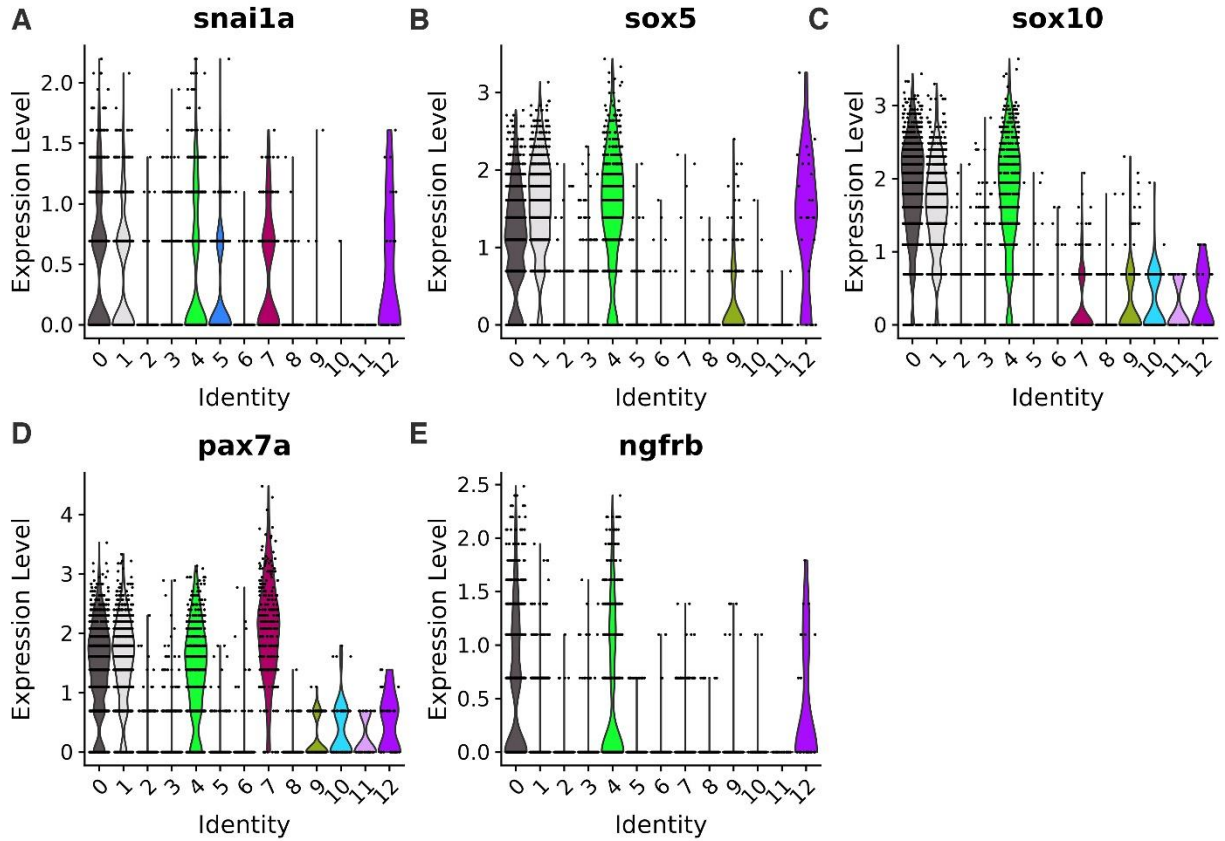 A snai1a
Expression Level
2.0
1.5
1.0
0.5
0.0
0 1 2 3 4 5 6 7 8 9 10 11 12
Identity
B sox5
Expression Level
3
2
1
0
0 1 2 3 4 5 6 7 8 9 10 11 12
Identity
C sox10
Expression Level
3
2
1
0
0 1 2 3 4 5 6 7 8 9 10 11 12
Identity
D pax7a
Expression Level
4
3
2
1
0
0 1 2 3 4 5 6 7 8 9 10 11 12
Identity
E ngfrb
Expression Level
2.5
2.0
1.5
1.0
0.5
0.0
0 1 2 3 4 5 6 7 8 9 10 11 12
Identity